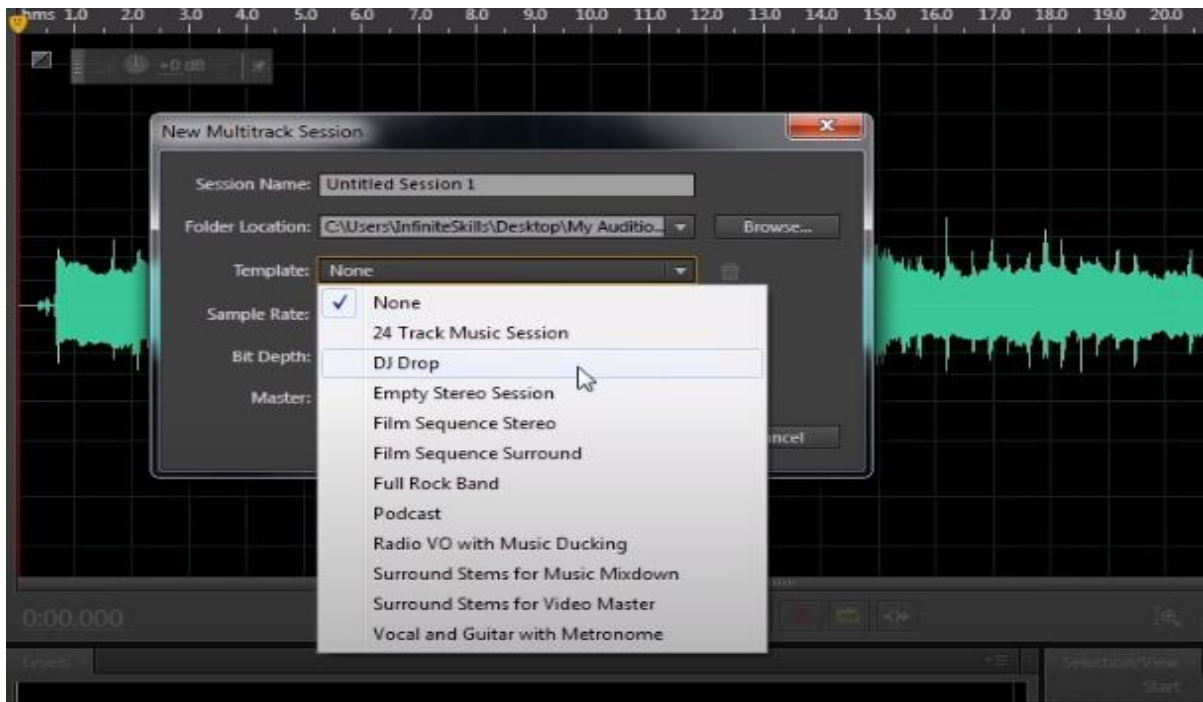 hms 1.0 2.0 3.0 4.0 5.0 6.0 7.0 8.0 9.0 10.0 11.0 12.0 13.0 14.0 15.0 16.0 17.0 18.0 19.0 20.0
+0 dB
New Multitrack Session
Session Name: Untitled Session 1
Folder Location: C:\Users\InfiniteSkills\Desktop\My Auditio... Browse...
Template: None
None
Sample Rate:
24 Track Music Session
Bit Depth:
DJ Drop
Master:
Empty Stereo Session
Film Sequence Stereo
ncel
Film Sequence Surround
Full Rock Band
Podcast
Radio VO with Music Ducking
Surround Stems for Music Mixdown
Surround Stems for Video Master
0:00.000
Vocal and Guitar with Metronome
Levels
Selection/View
Start